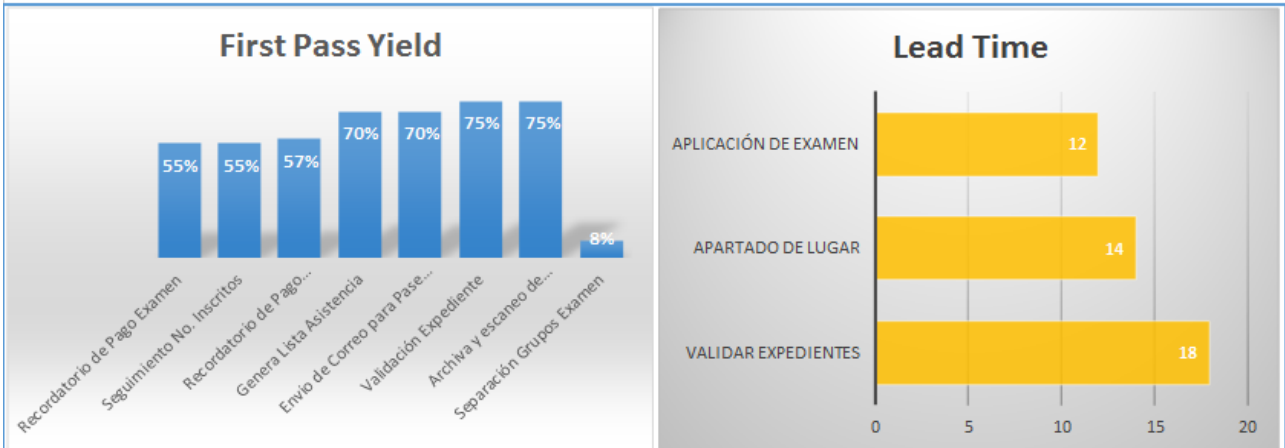 First Pass Yield
55%
55%
57%
70%
70%
75%
75%
8%
Recordatorio de Pago Examen
Seguimiento No. Inscritos
Recordatorio de Pago...
Genera Lista Asistencia
Envio de Correo para Pase...
Validación Expediente
Archiva y escaneo de...
Separación Grupos Examen
Lead Time
APLICACIÓN DE EXAMEN
12
APARTADO DE LUGAR
14
VALIDAR EXPEDIENTES
18
0 5 10 15 20